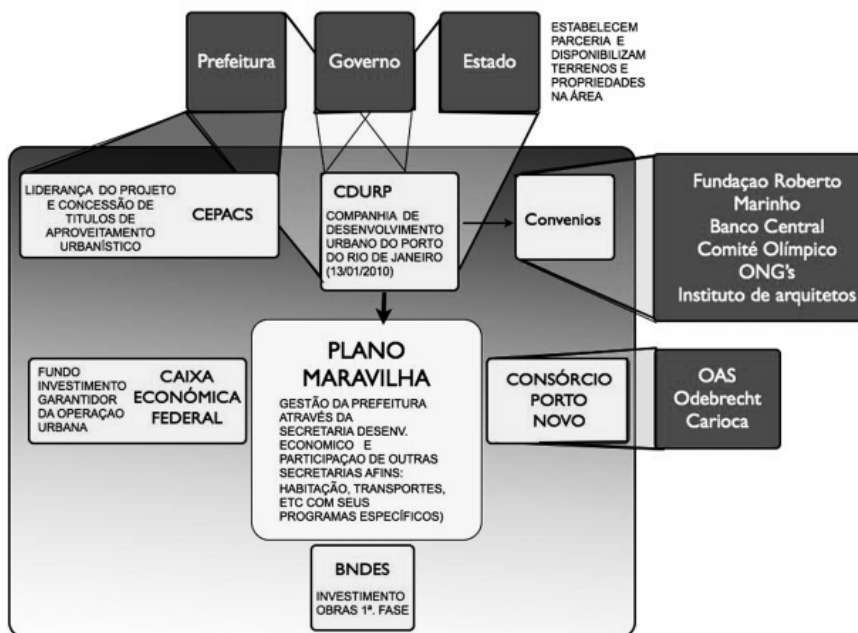 Prefeitura
Governo
Estado
ESTABELECEM
PARCERIA E
DISPONIBILIZAM
TERRENOS E
PROPRIEDADES
NA ÁREA
LIDERANÇA DO PROJETO
E CONCESSÃO DE
TITULOS DE
APROVEITAMENTO
URBANÍSTICO
CEPACS
CDURP
COMPANHIA DE
DESENVOLVIMENTO
URBANO DO PORTO
DO RIO DE JANEIRO
(13/01/2010)
Convenios
Fundaçao Roberto
Marinho
Banco Central
Comité Olímpico
ONG's
Instituto de arquitetos
FUNDO
INVESTIMENTO
GARANTIDOR
DA OPERAÇAO
URBANA
CAIXA
ECONÓMICA
FEDERAL
PLANO
MARAVILHA
GESTÃO DA PREFEITURA
ATRAVÉS DA
SECRETARIA DESENV.
ECONOMICO E
PARTICIPAÇAO DE OUTRAS
SECRETARIAS AFINS:
HABITAÇÃO, TRANSPORTES,
ETC COM SEUS
PROGRAMAS ESPECÍFICOS)
CONSÓRCIO
PORTO
NOVO
OAS
Odebrecht
Carioca
BNDES
INVESTIMENTO
OBRAS 1ª. FASE